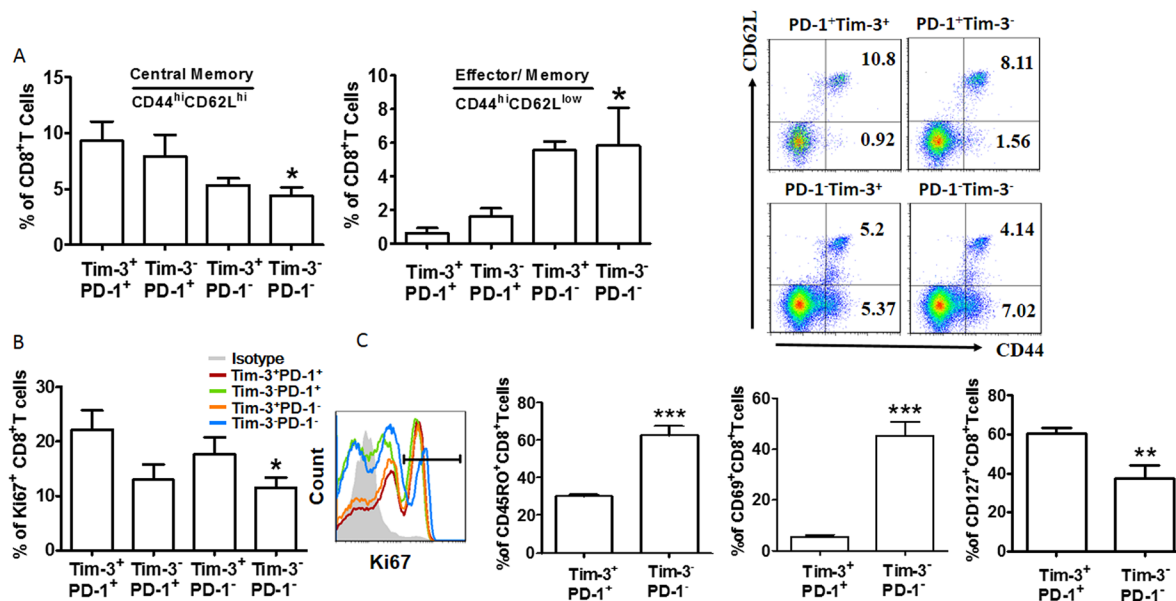 A
% of CD8+T Cells
15
10
5
0
Central Memory
CD44hiCD62Lhi
*
Tim-3+ Tim-3- Tim-3+ Tim-3-
PD-1+ PD-1+ PD-1- PD-1-
% of CD8+T Cells
8
6
4
2
0
Effector/ Memory
CD44hiCD62Llow
*
Tim-3+ Tim-3- Tim-3+ Tim-3-
PD-1+ PD-1+ PD-1- PD-1-
CD62L
PD-1+Tim-3+ PD-1+Tim-3-
10.8 8.11
0.92 1.56
PD-1-Tim-3+ PD-1-Tim-3-
5.2 4.14
5.37 7.02
CD44
B
% of Ki67+ CD8+T cells
30
20
10
0
*
Tim-3+ Tim-3- Tim-3+ Tim-3-
PD-1+ PD-1+ PD-1- PD-1-
Isotype
Tim-3+PD-1+
Tim-3-PD-1+
Tim-3+PD-1-
Tim-3-PD-1-
Count
Ki67
C
%of CD45RO+CD8+Tcells
80
60
40
20
0
***
Tim-3+ Tim-3-
PD-1+ PD-1-
%of CD69+CD8+Tcells
60
40
20
0
***
Tim-3+ Tim-3-
PD-1+ PD-1-
%of CD127+CD8+Tcells
80
60
40
20
0
**
Tim-3+ Tim-3-
PD-1+ PD-1-